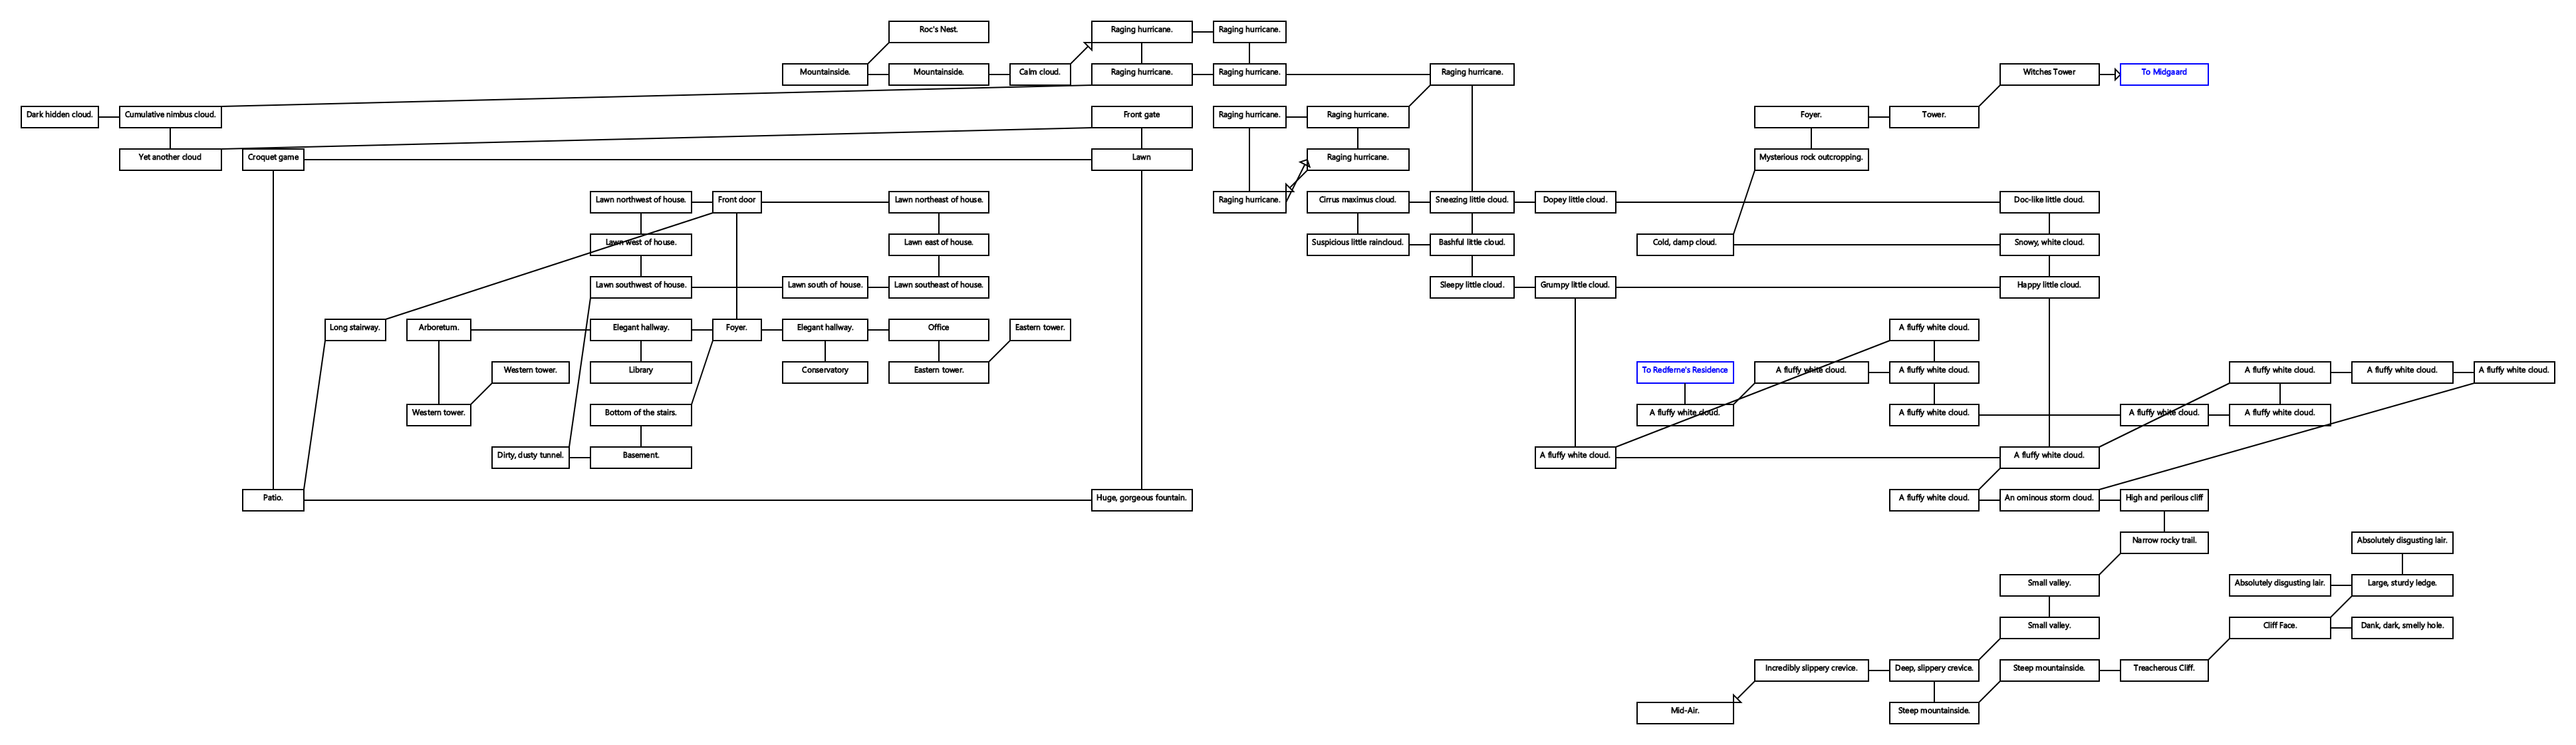 Roc's Nest.
Raging hurricane.
Raging hurricane.
Mountainside.
Mountainside.
Calm cloud.
Raging hurricane.
Raging hurricane.
Raging hurricane.
Witches Tower
To Midgaard
Dark hidden cloud.
Cumulative nimbus cloud.
Front gate
Raging hurricane.
Raging hurricane.
Foyer.
Tower.
Yet another cloud
Croquet game
Lawn
Raging hurricane.
Mysterious rock outcropping.
Lawn northwest of house.
Front door
Lawn northeast of house.
Raging hurricane.
Cirrus maximus cloud.
Sneezing little cloud.
Dopey little cloud.
Doc-like little cloud.
Lawn west of house.
Lawn east of house.
Suspicious little raincloud.
Bashful little cloud.
Cold, damp cloud.
Snowy, white cloud.
Lawn southwest of house.
Lawn south of house.
Lawn southeast of house.
Sleepy little cloud.
Grumpy little cloud.
Happy little cloud.
Long stairway.
Arboretum.
Elegant hallway.
Foyer.
Elegant hallway.
Office
Eastern tower.
A fluffy white cloud.
Western tower.
Library
Conservatory
Eastern tower.
To Redferne's Residence
A fluffy white cloud.
A fluffy white cloud.
A fluffy white cloud.
A fluffy white cloud.
A fluffy white cloud.
Western tower.
Bottom of the stairs.
A fluffy white cloud.
A fluffy white cloud.
A fluffy white cloud.
A fluffy white cloud.
Dirty, dusty tunnel.
Basement.
A fluffy white cloud.
A fluffy white cloud.
Patio.
Huge, gorgeous fountain.
A fluffy white cloud.
An ominous storm cloud.
High and perilous cliff
Narrow rocky trail.
Absolutely disgusting lair.
Small valley.
Absolutely disgusting lair.
Large, sturdy ledge.
Small valley.
Cliff Face.
Dank, dark, smelly hole.
Incredibly slippery crevice.
Deep, slippery crevice.
Steep mountainside.
Treacherous Cliff.
Mid-Air.
Steep mountainside.